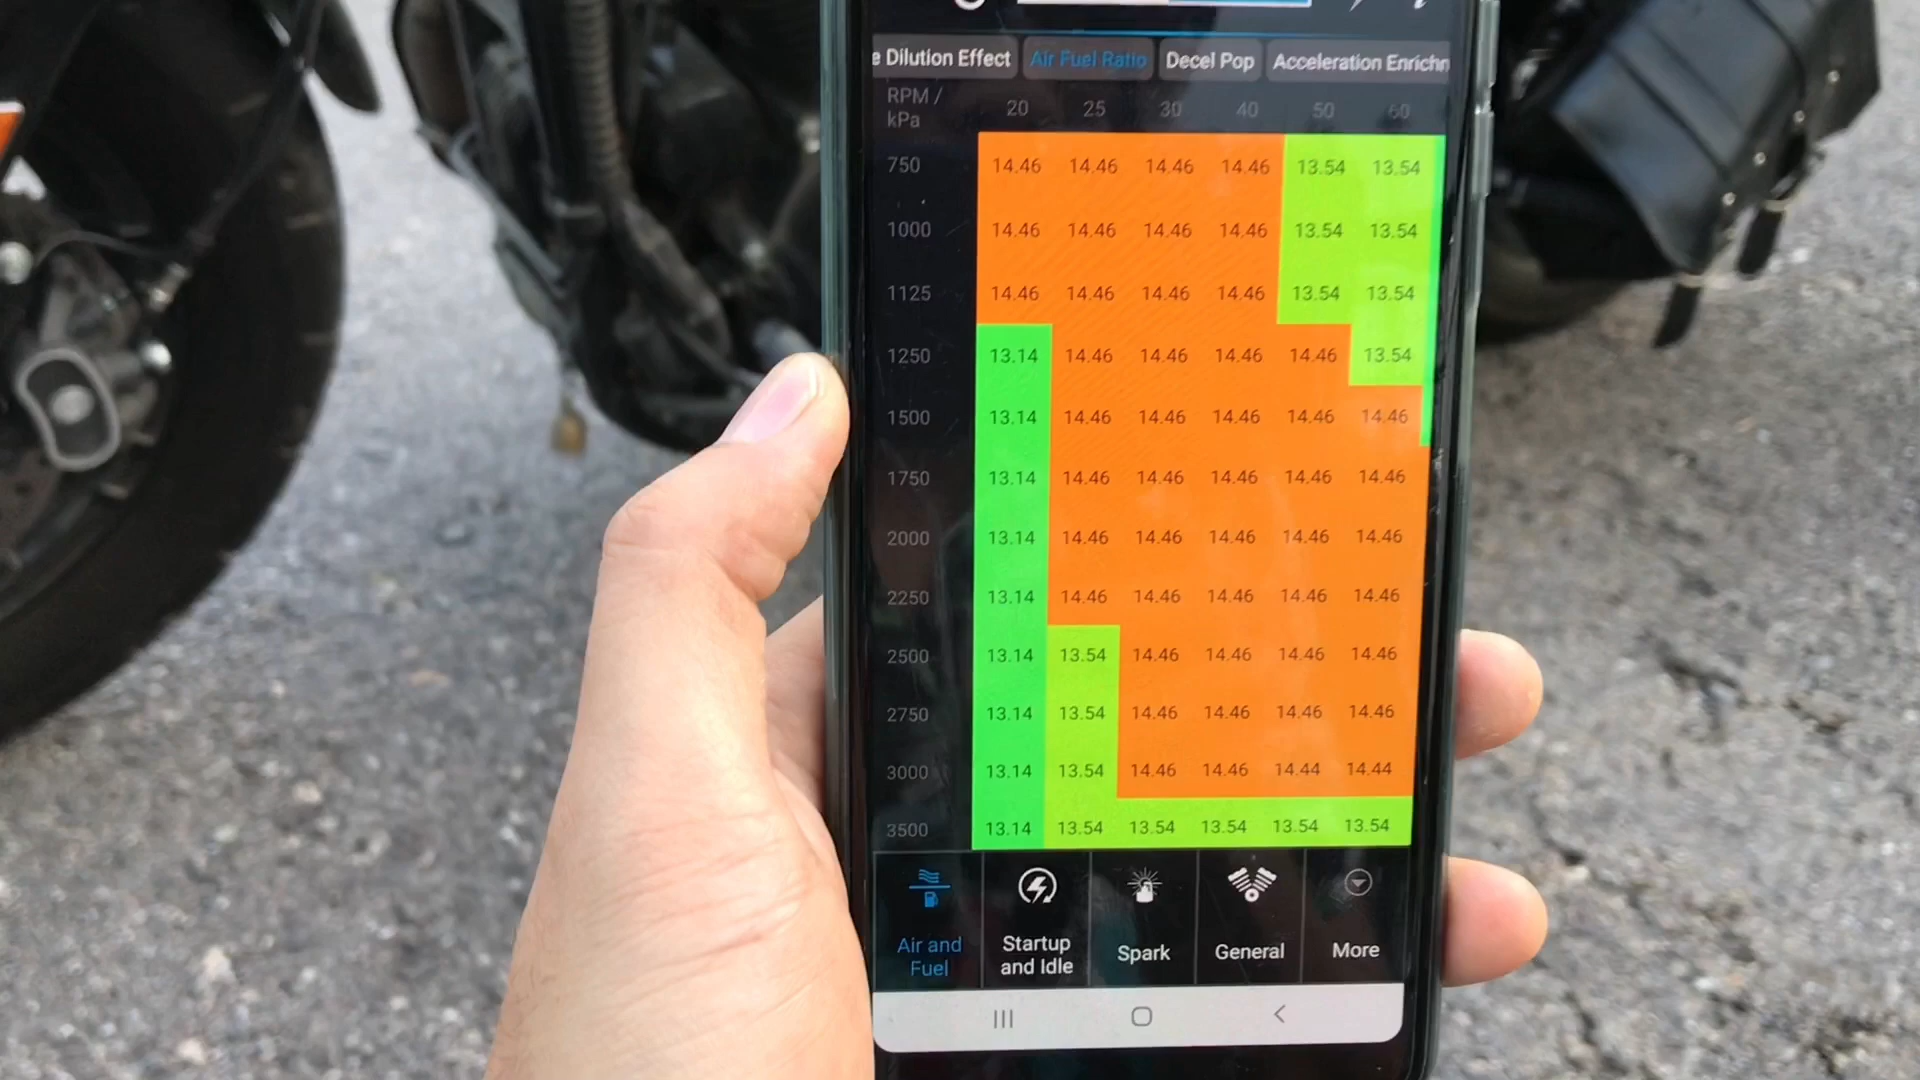 e Dilution Effect Air Fuel Ratio Decel Pop Acceleration Enrichn
RPM / kPa 20 25 30 40 50 60
750 14.46 14.46 14.46 14.46 13.54 13.54
1000 14.46 14.46 14.46 14.46 13.54 13.54
1125 14.46 14.46 14.46 14.46 13.54 13.54
1250 13.14 14.46 14.46 14.46 14.46 13.54
1500 13.14 14.46 14.46 14.46 14.46 14.46
1750 13.14 14.46 14.46 14.46 14.46 14.46
2000 13.14 14.46 14.46 14.46 14.46 14.46
2250 13.14 14.46 14.46 14.46 14.46 14.46
2500 13.14 13.54 14.46 14.46 14.46 14.46
2750 13.14 13.54 14.46 14.46 14.46 14.46
3000 13.14 13.54 14.46 14.46 14.44 14.44
3500 13.14 13.54 13.54 13.54 13.54 13.54
Air and Fuel
Startup and Idle
Spark
General
More